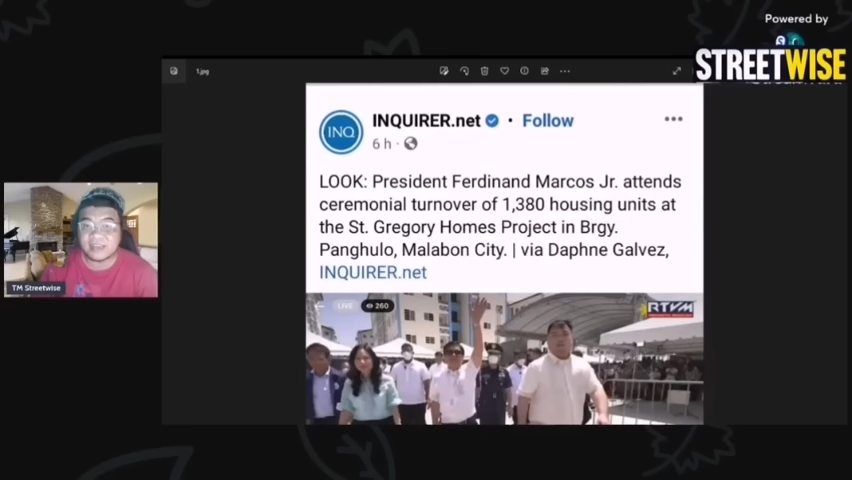 Powered by
STREETWISE
1.jpg
INQ
INQUIRER.net • Follow
6 h ·
LOOK: President Ferdinand Marcos Jr. attends
ceremonial turnover of 1,380 housing units at
the St. Gregory Homes Project in Brgy.
Panghulo, Malabon City. | via Daphne Galvez,
INQUIRER.net
LIVE 260
RTVM
TM Streetwise